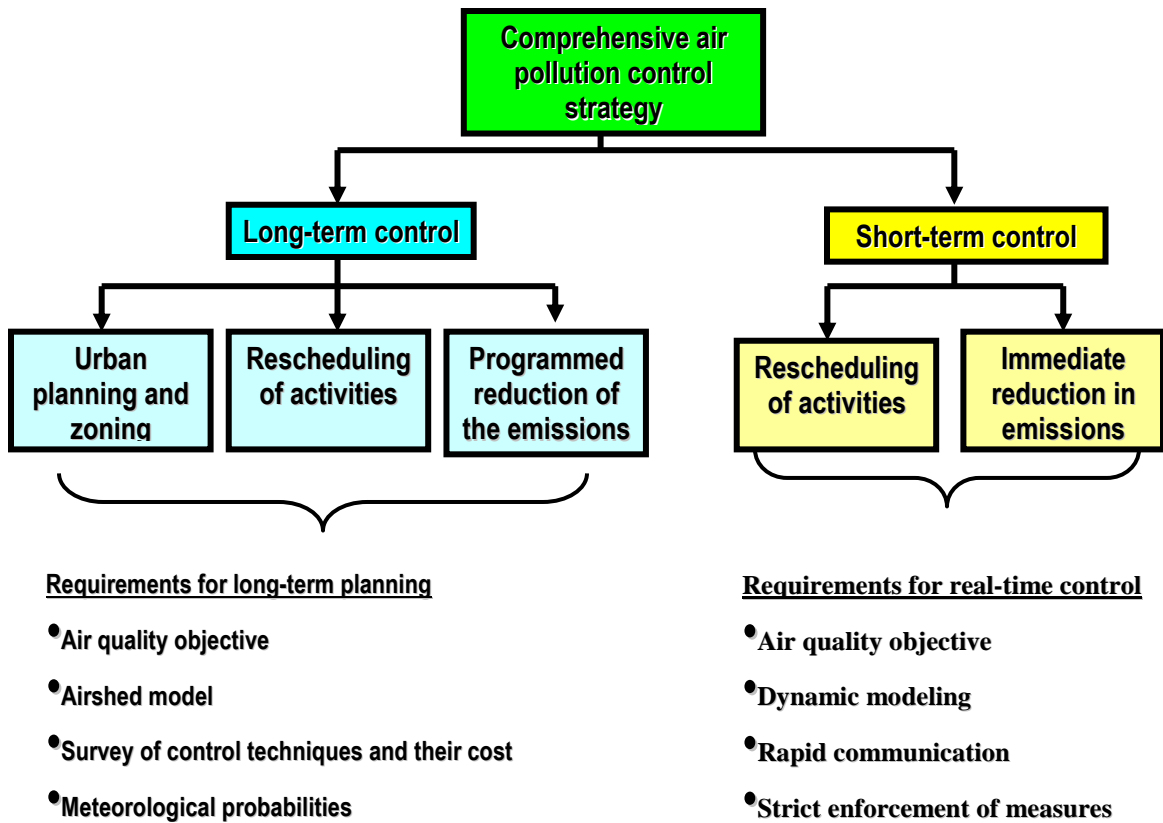 Comprehensive air
pollution control
strategy
Long-term control
Short-term control
Urban
planning and
zoning
Rescheduling
of activities
Programmed
reduction of
the emissions
Rescheduling
of activities
Immediate
reduction in
emissions
Requirements for long-term planning
•Air quality objective
•Airshed model
•Survey of control techniques and their cost
•Meteorological probabilities
Requirements for real-time control
•Air quality objective
•Dynamic modeling
•Rapid communication
•Strict enforcement of measures